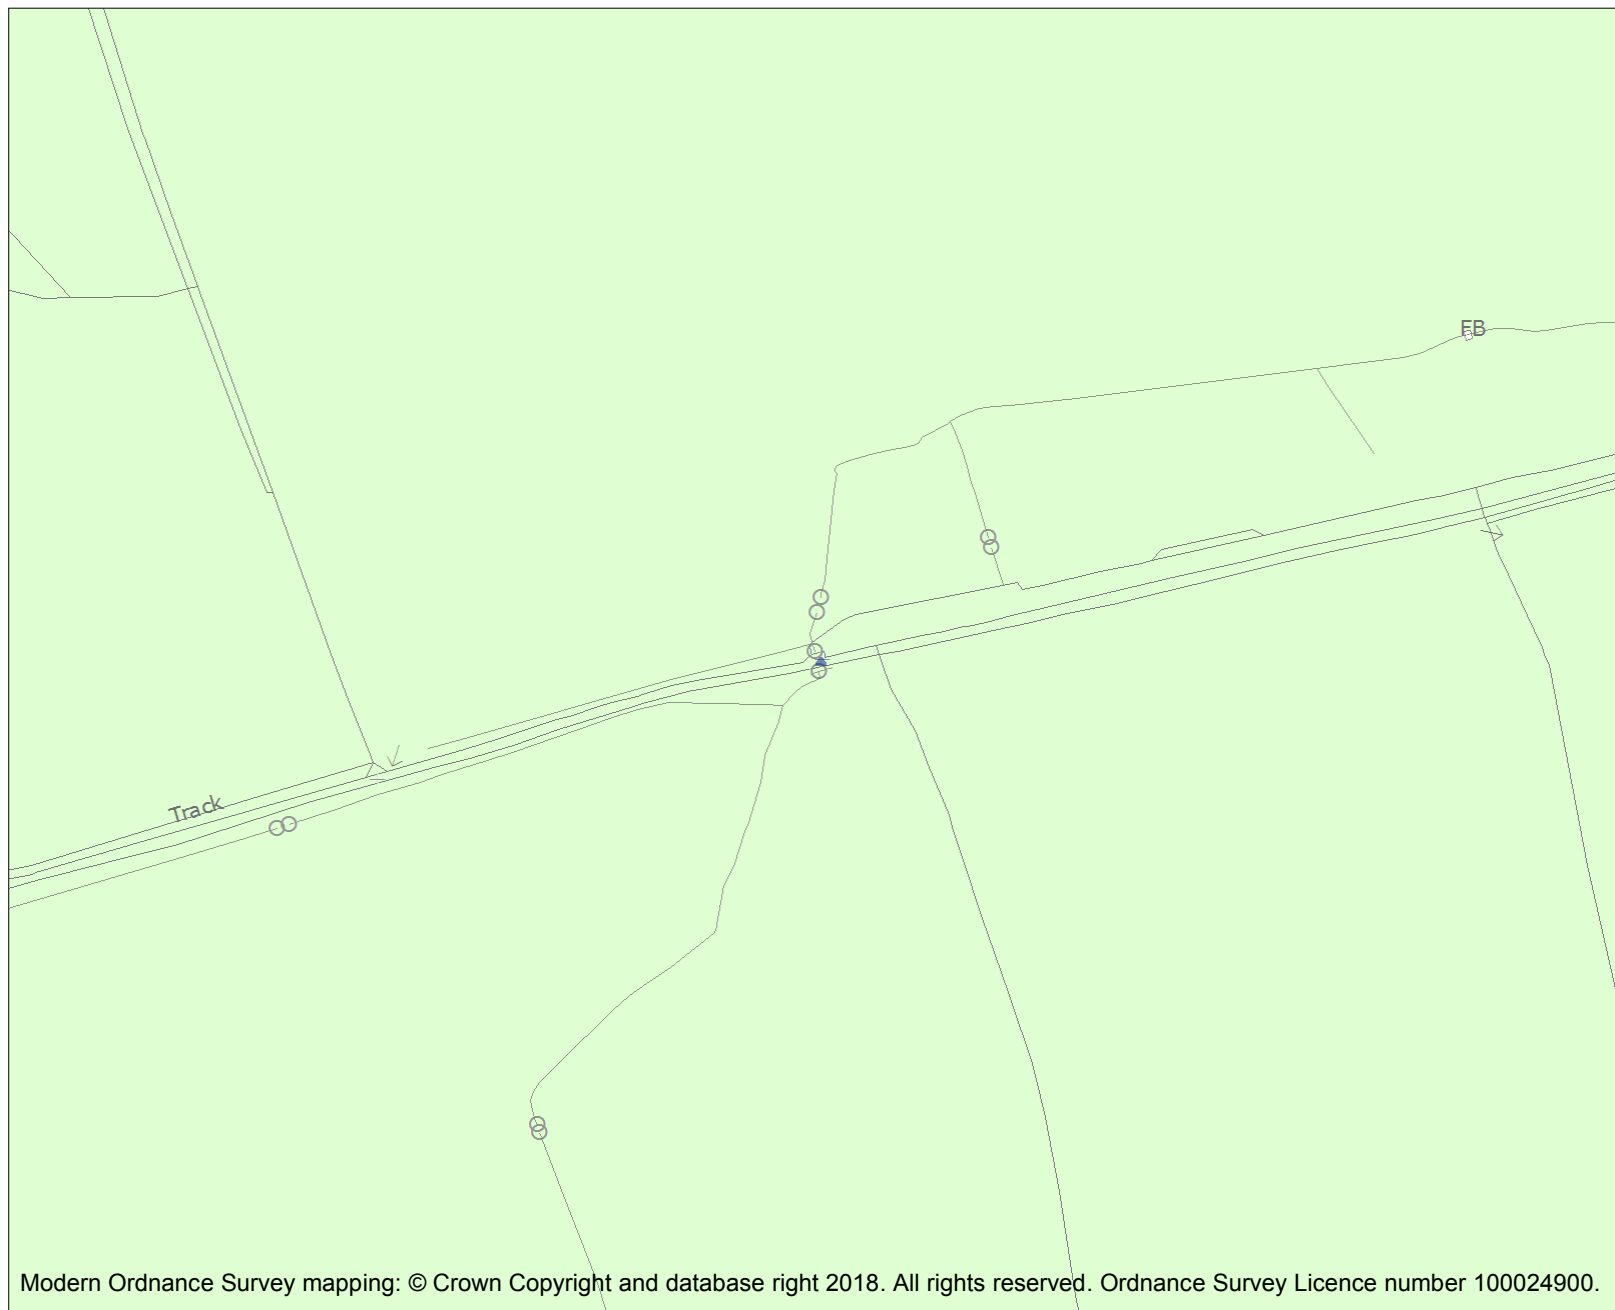 FB
Track
Modern Ordnance Survey mapping: © Crown Copyright and database right 2018. All rights reserved. Ordnance Survey Licence number 100024900.